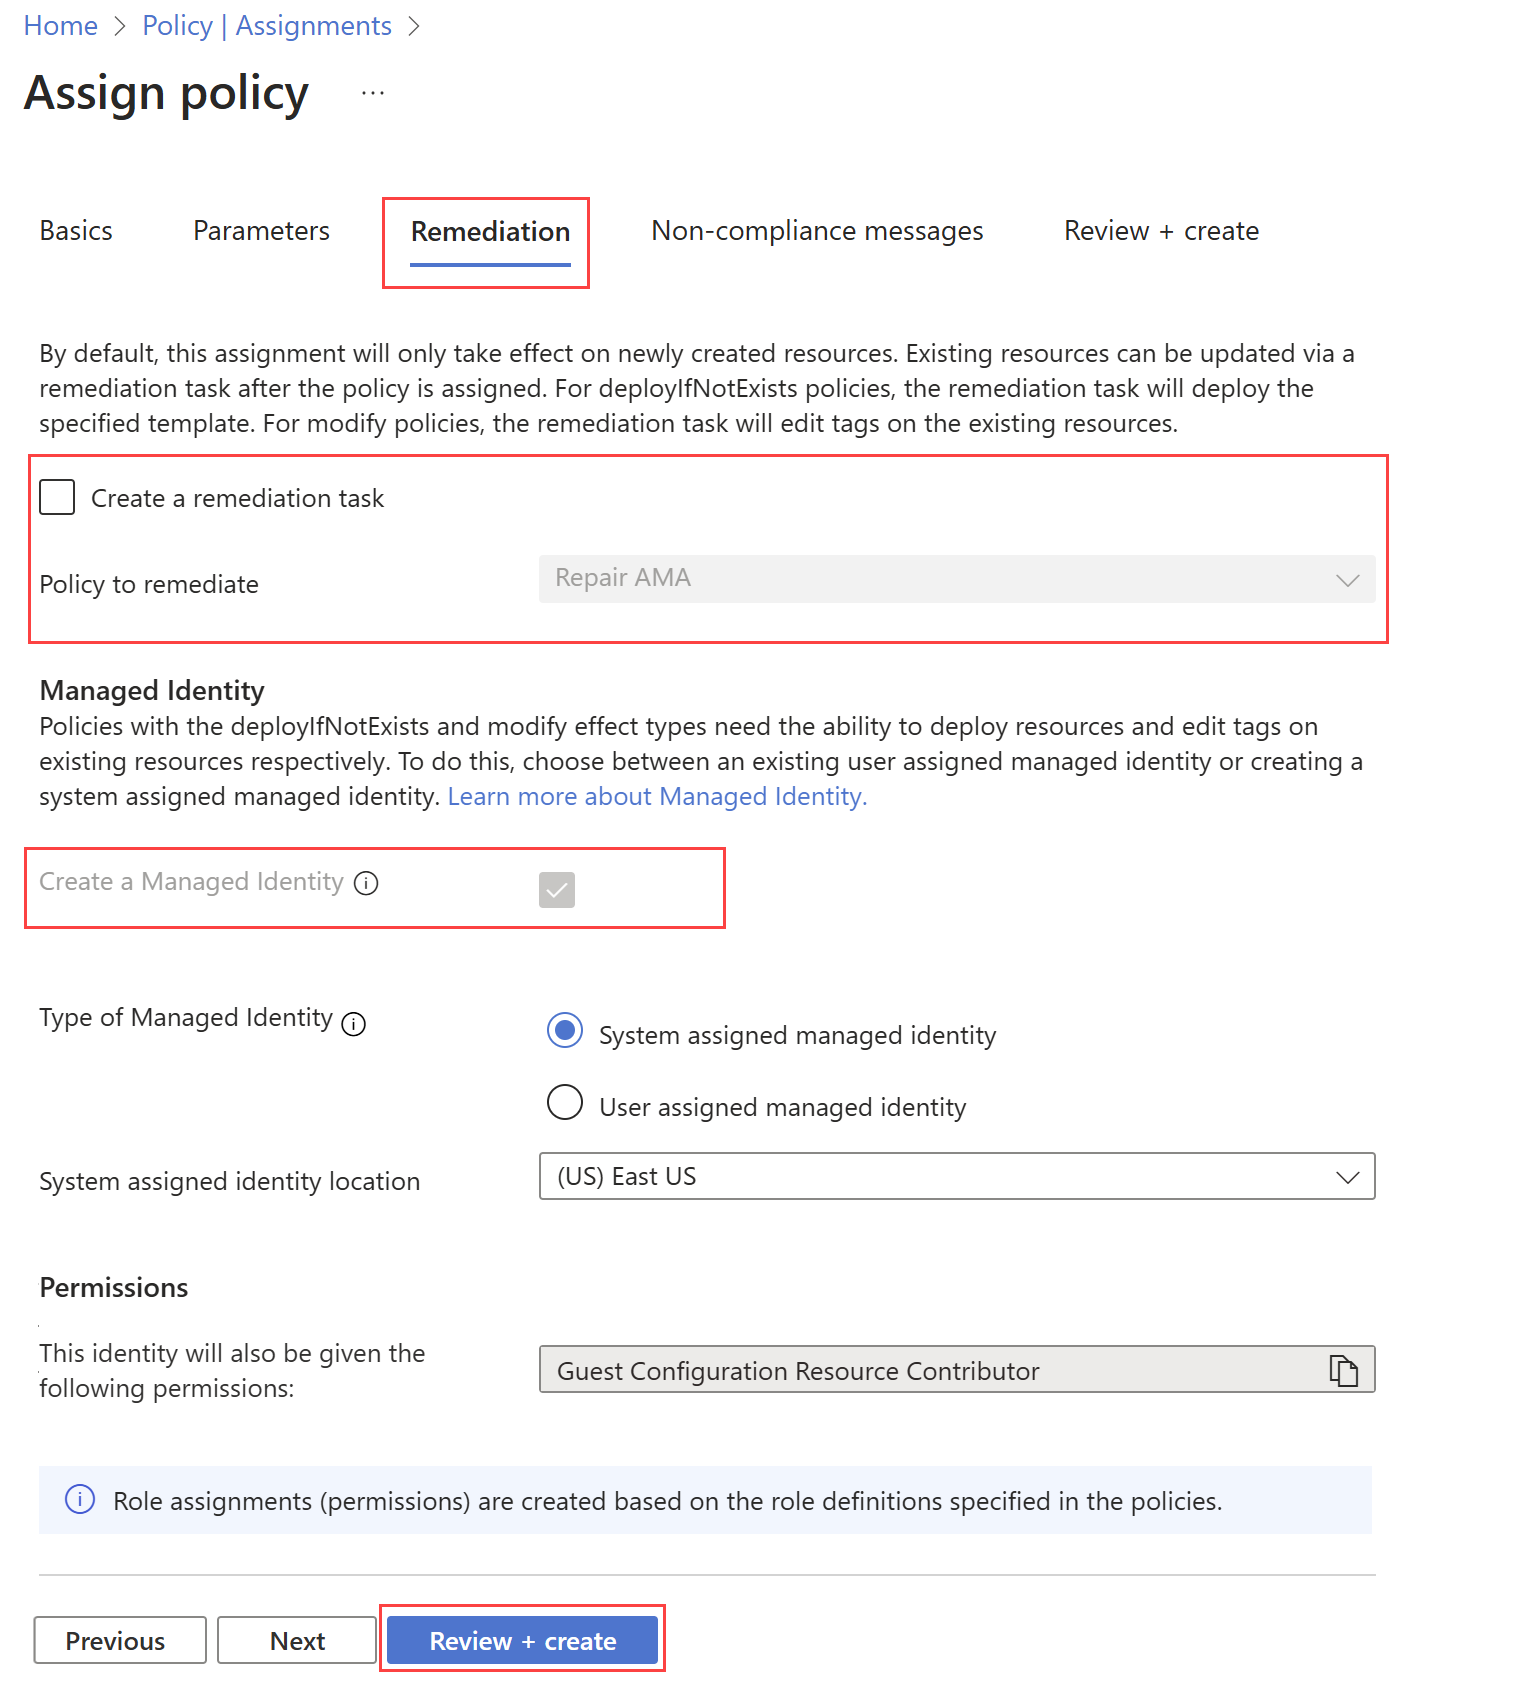 Home > Policy | Assignments >
Assign policy ...
Basics Parameters Remediation Non-compliance messages Review + create
By default, this assignment will only take effect on newly created resources. Existing resources can be updated via a
remediation task after the policy is assigned. For deployIfNotExists policies, the remediation task will deploy the
specified template. For modify policies, the remediation task will edit tags on the existing resources.
Create a remediation task
Policy to remediate Repair AMA
Managed Identity
Policies with the deployIfNotExists and modify effect types need the ability to deploy resources and edit tags on
existing resources respectively. To do this, choose between an existing user assigned managed identity or creating a
system assigned managed identity. Learn more about Managed Identity.
Create a Managed Identity
Type of Managed Identity System assigned managed identity
User assigned managed identity
System assigned identity location (US) East US
Permissions
This identity will also be given the
following permissions: Guest Configuration Resource Contributor
Role assignments (permissions) are created based on the role definitions specified in the policies.
Previous Next Review + create